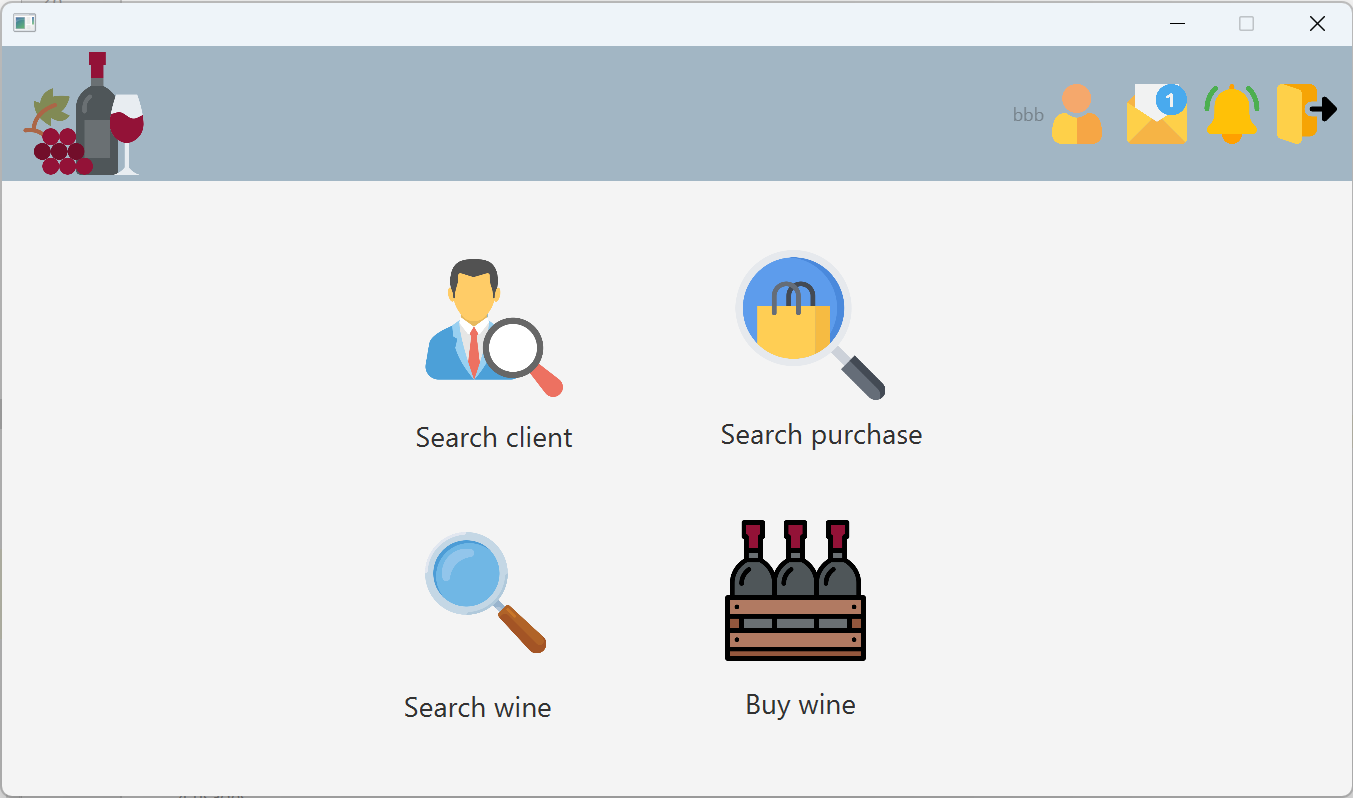 bbb
1
Search client
Search purchase
Search wine
Buy wine